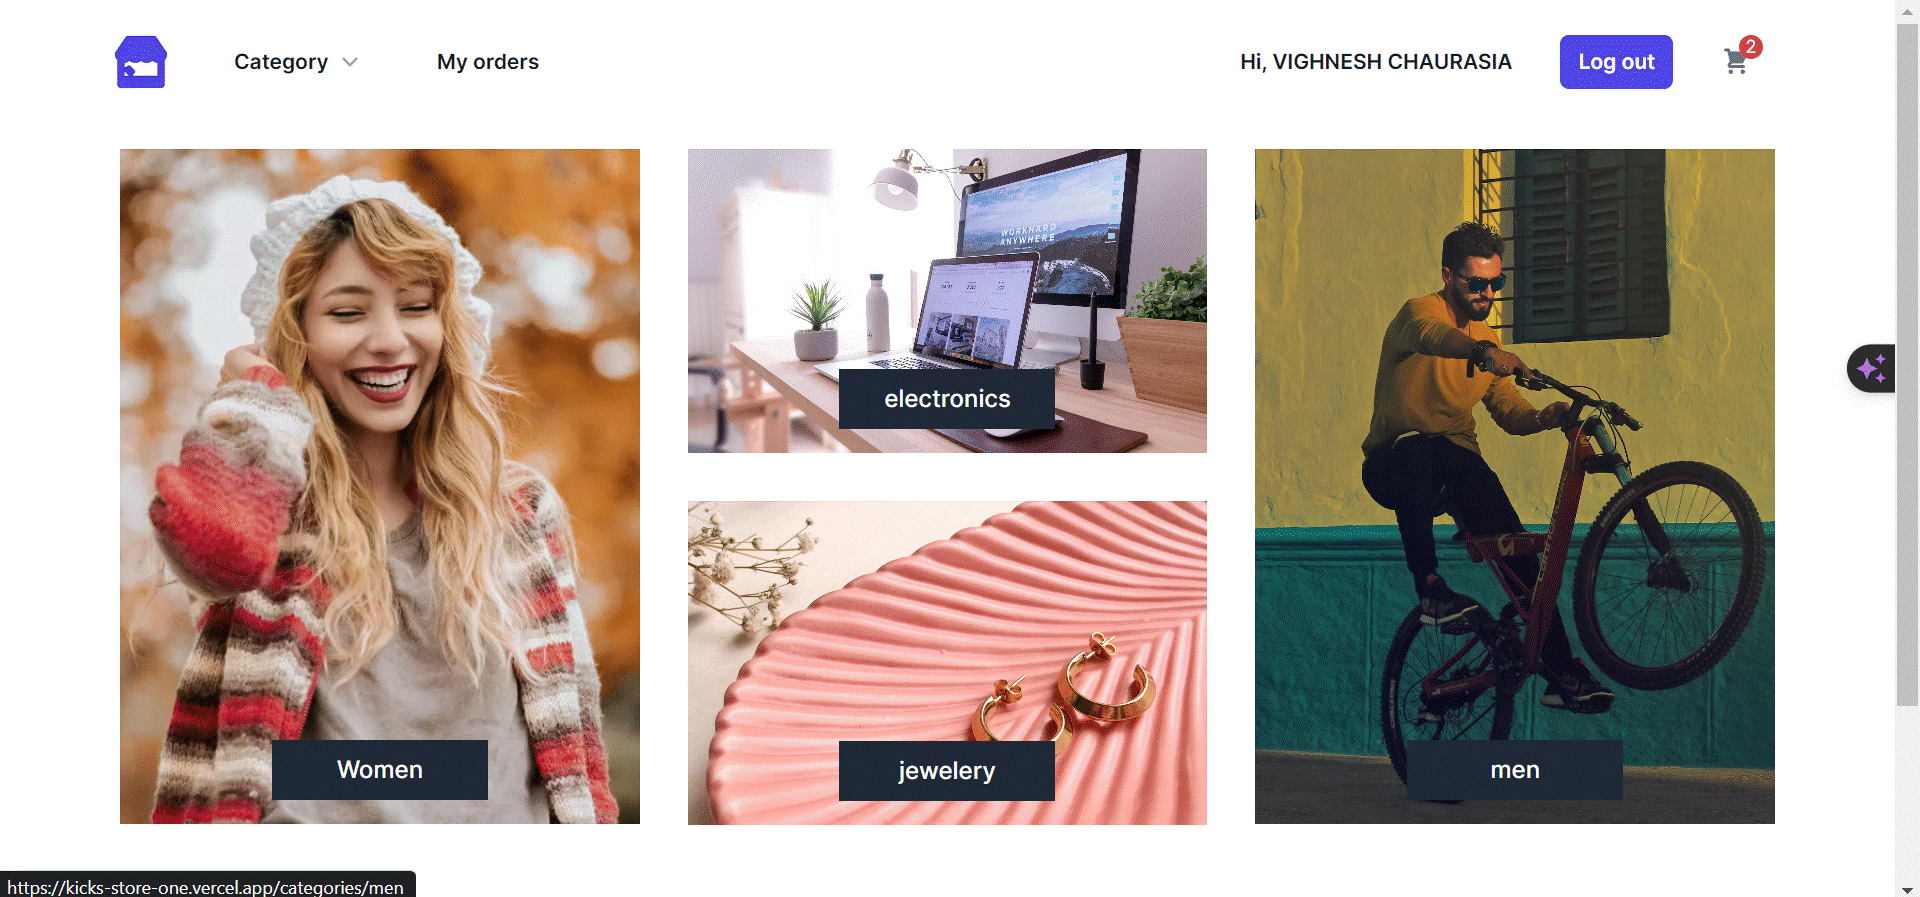 Category
My orders
Hi, VIGHNESH CHAURASIA
Log out
2
WORKHARD
ANYWHERE
electronics
Women
jewelery
men
https://kicks-store-one.vercel.app/categories/men